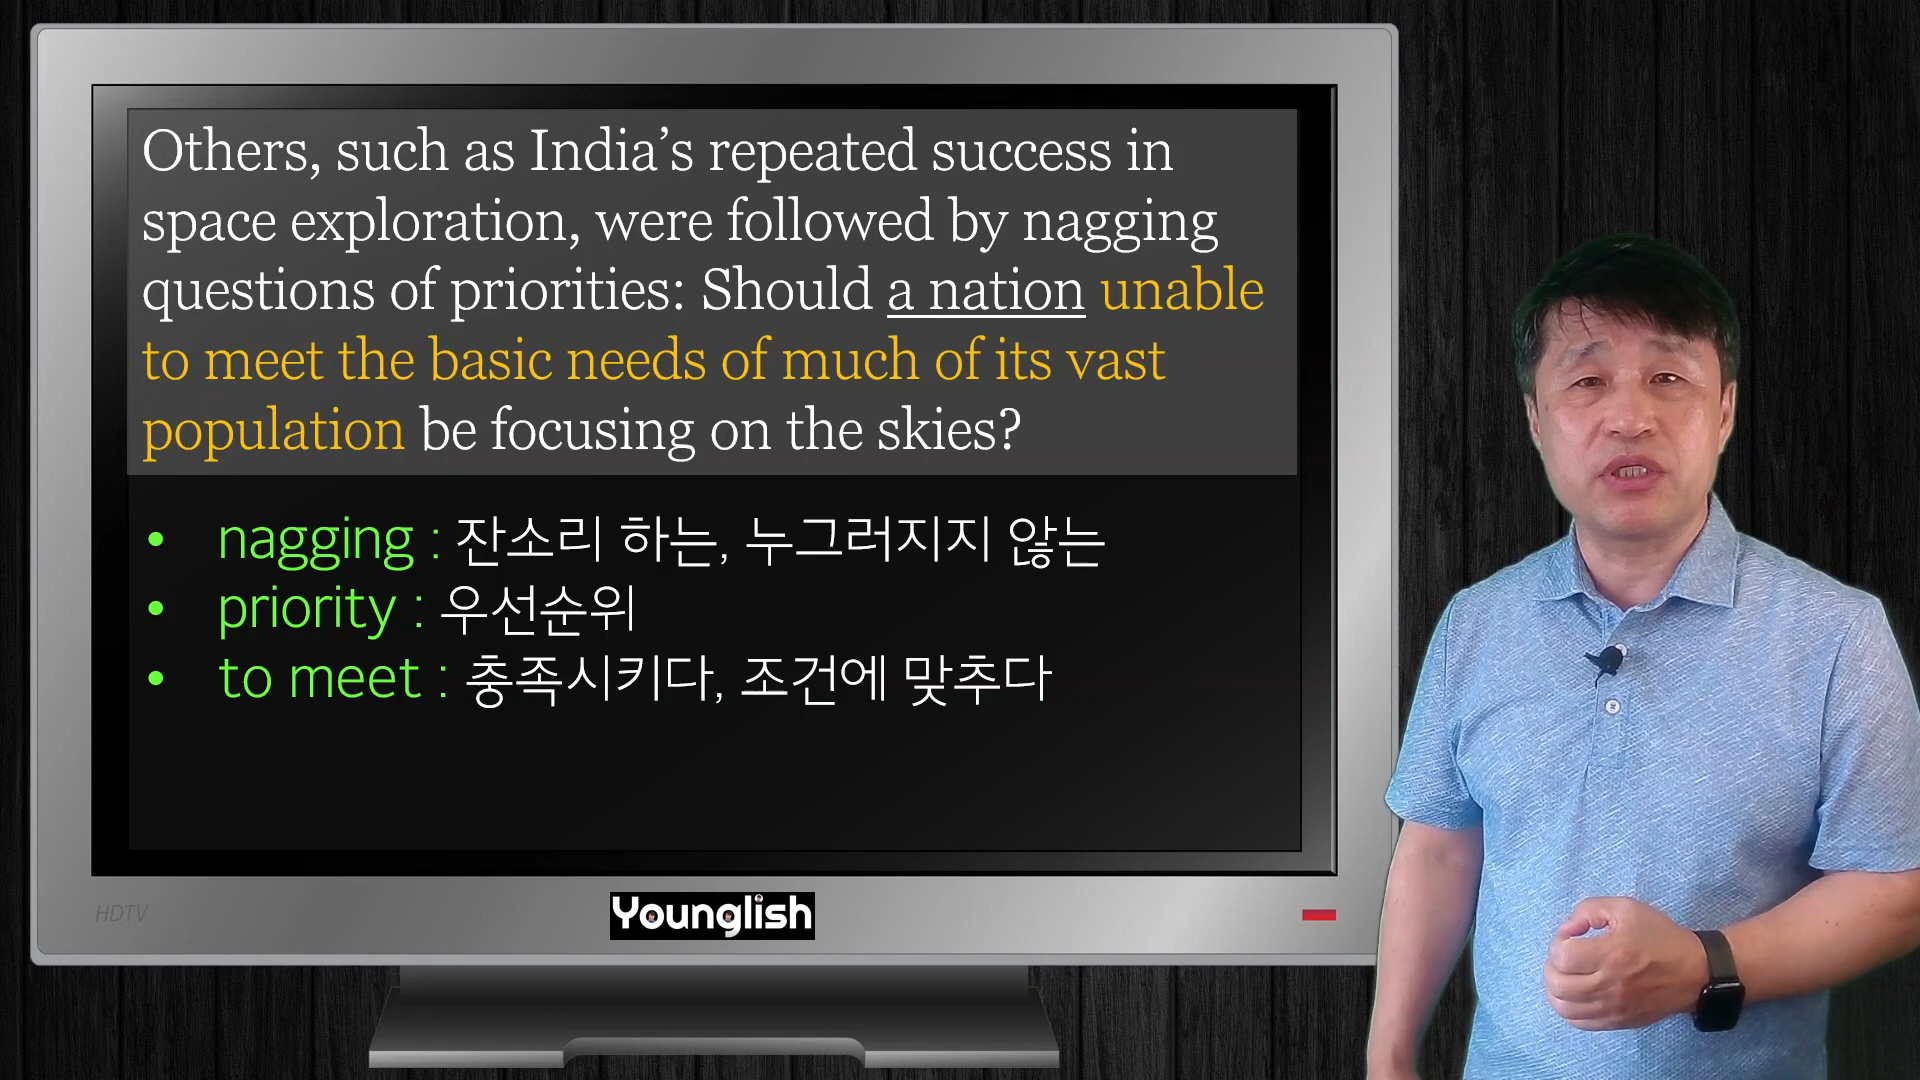 Others, such as India’s repeated success in
space exploration, were followed by nagging
questions of priorities: Should a nation unable
to meet the basic needs of much of its vast
population be focusing on the skies?
• nagging : 잔소리 하는, 누그러지지 않는
• priority : 우선순위
• to meet : 충족시키다, 조건에 맞추다
HDTV
Younglish